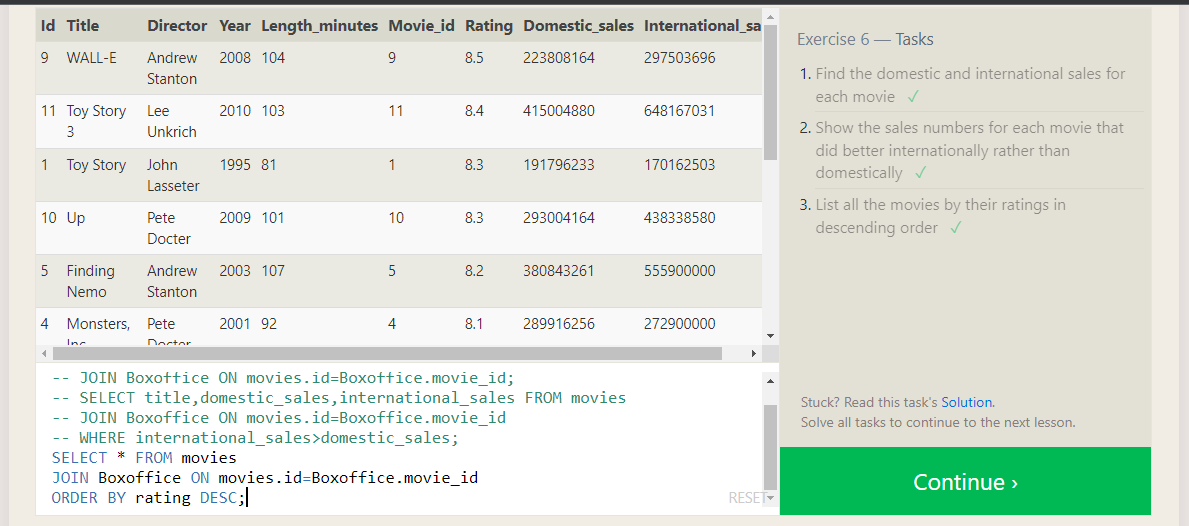 Id Title Director Year Length_minutes Movie_id Rating Domestic_sales International_sa
9 WALL-E Andrew Stanton 2008 104 9 8.5 223808164 297503696
11 Toy Story 3 Lee Unkrich 2010 103 11 8.4 415004880 648167031
1 Toy Story John Lasseter 1995 81 1 8.3 191796233 170162503
10 Up Pete Docter 2009 101 10 8.3 293004164 438338580
5 Finding Nemo Andrew Stanton 2003 107 5 8.2 380843261 555900000
4 Monsters, Inc. Pete Docter 2001 92 4 8.1 289916256 272900000
-- JOIN Boxoffice ON movies.id=Boxoffice.movie_id;
-- SELECT title,domestic_sales,international_sales FROM movies
-- JOIN Boxoffice ON movies.id=Boxoffice.movie_id
-- WHERE international_sales>domestic_sales;
SELECT * FROM movies
JOIN Boxoffice ON movies.id=Boxoffice.movie_id
ORDER BY rating DESC;
RESET
Exercise 6 — Tasks
1. Find the domestic and international sales for
each movie ✓
2. Show the sales numbers for each movie that
did better internationally rather than
domestically ✓
3. List all the movies by their ratings in
descending order ✓
Stuck? Read this task's Solution.
Solve all tasks to continue to the next lesson.
Continue ›